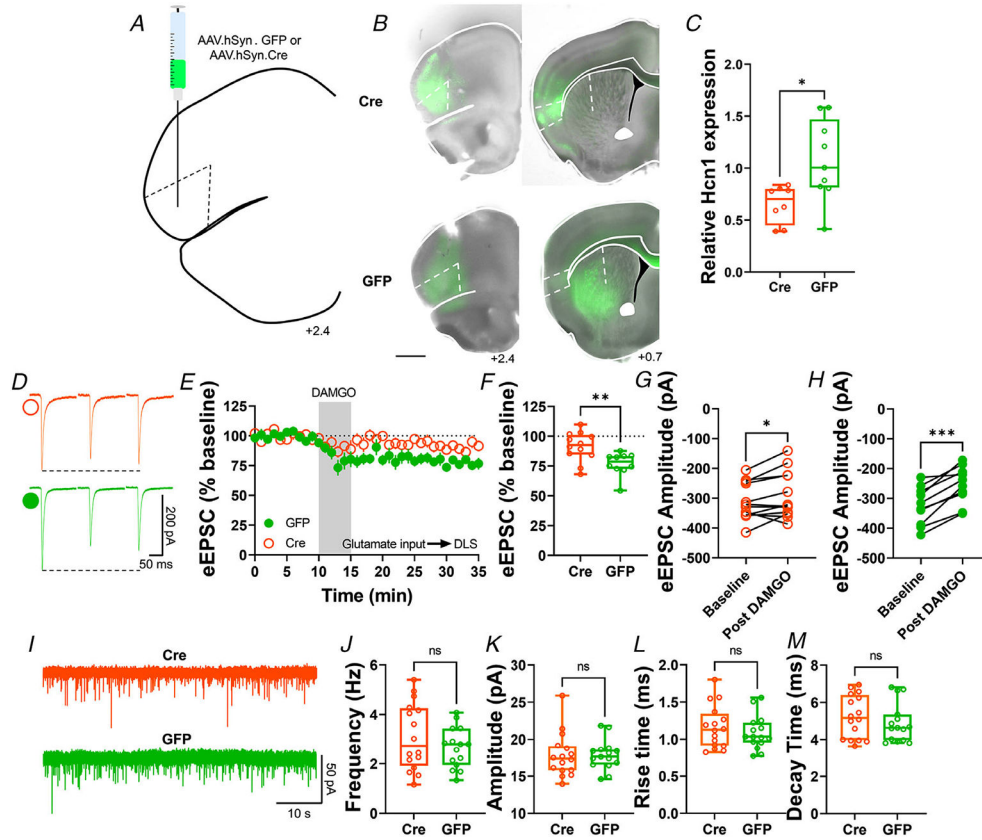 A
AAV.hSyn . GFP or
AAV.hSyn.Cre
+2.4
B
Cre
GFP
+2.4
+0.7
C
Relative Hcn1 expression
2.0
1.5
1.0
0.5
0.0
*
Cre GFP
D
200 pA
50 ms
E
DAMGO
eEPSC (% baseline)
125
100
75
50
25
0
GFP
Cre
Glutamate input DLS
0 5 10 15 20 25 30 35
Time (min)
F
eEPSC (% baseline)
125
100
75
50
25
0
**
Cre GFP
G
eEPSC Amplitude (pA)
0
-100
-200
-300
-400
-500
*
Baseline
Post DAMGO
H
eEPSC Amplitude (pA)
0
-100
-200
-300
-400
-500
***
Baseline
Post DAMGO
I
Cre
GFP
50 pA
10 s
J
Frequency (Hz)
6
4
2
0
ns
Cre GFP
K
Amplitude (pA)
30
25
20
15
10
ns
Cre GFP
L
Rise time (ms)
2.0
1.5
1.0
0.5
0.0
ns
Cre GFP
M
Decay Time (ms)
8
6
4
2
0
ns
Cre GFP